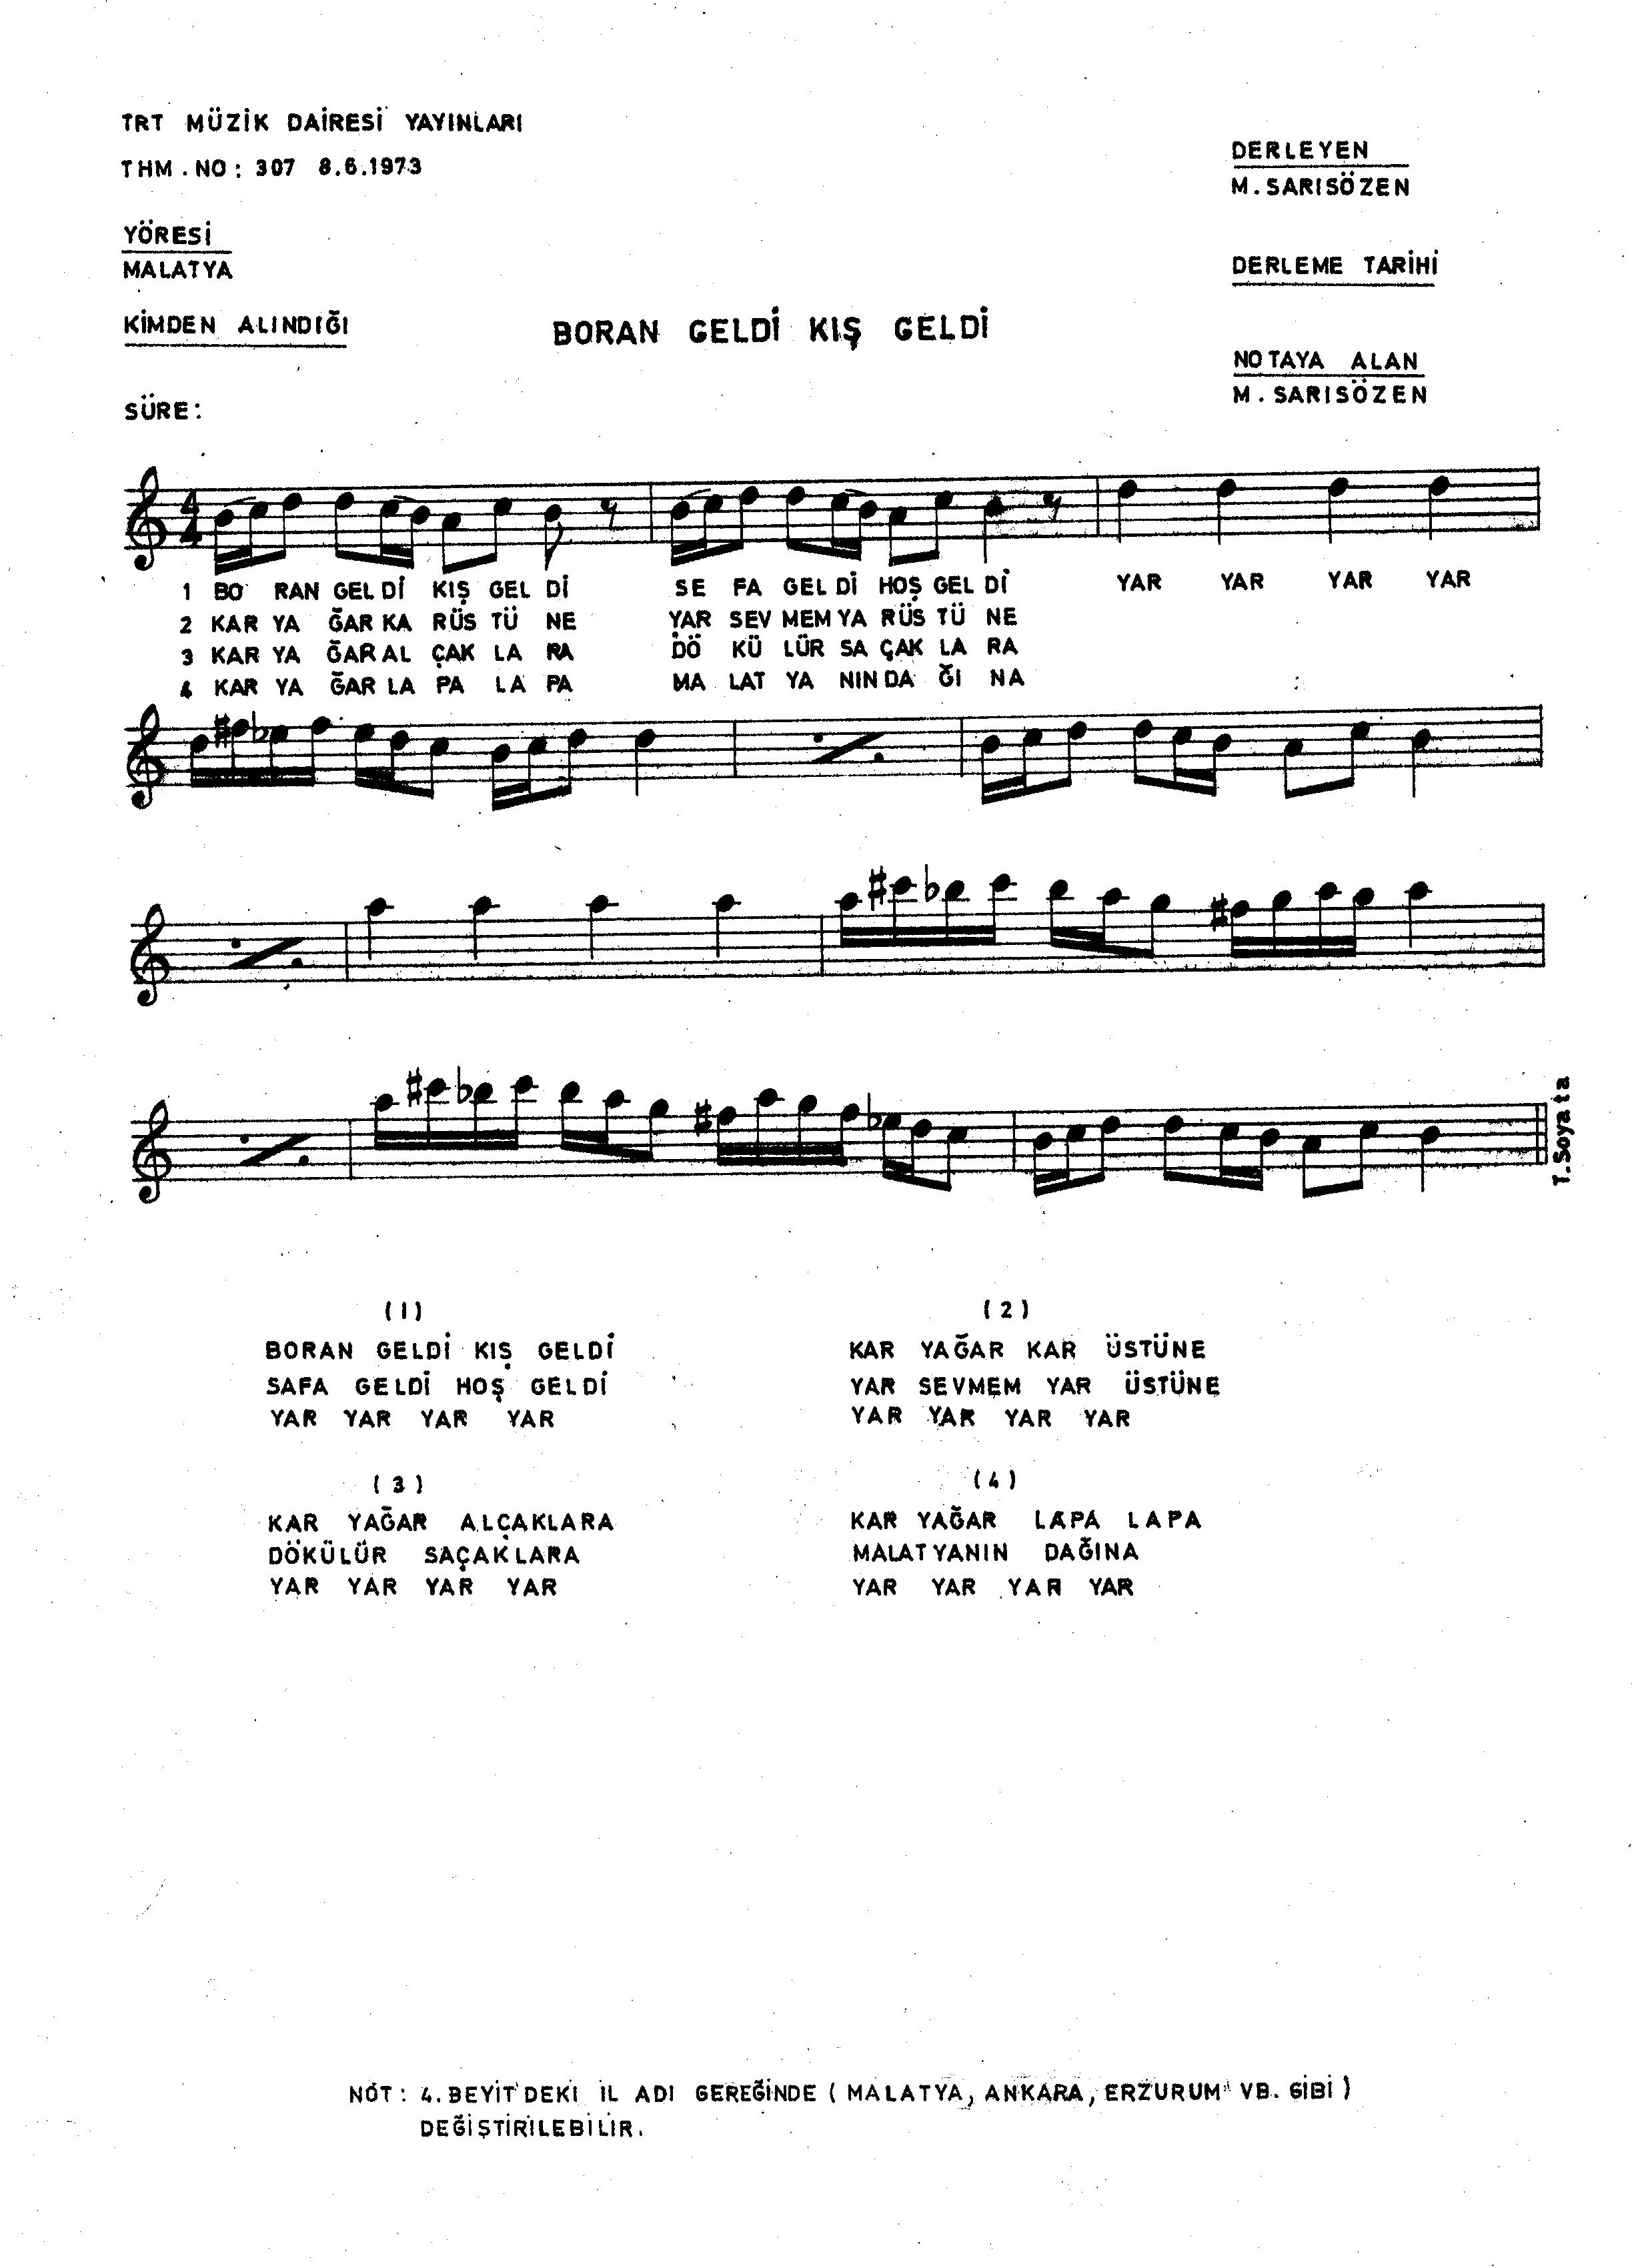 TRT MÜZİK DAİRESİ YAYINLARI
THM. NO: 307 8.6.1973
DERLEYEN
M. SARISÖZEN
YÖRESİ
MALATYA
DERLEME TARİHİ
KİMDEN ALINDIĞI
BORAN GELDİ KIŞ GELDİ
NOTAYA ALAN
M. SARISÖZEN
SÜRE:
4
4
1 BO RAN GEL Dİ KIŞ GEL Dİ SE FA GEL Dİ HOŞ GEL Dİ YAR YAR YAR YAR
2 KAR YA ĞAR KA RÜS TÜ NE YAR SEV MEM YA RÜS TÜ NE
3 KAR YA ĞAR AL ÇAK LA RA DÖ KÜ LÜR SA ÇAK LA RA
4 KAR YA ĞAR LA PA LA PA MA LAT YA NIN DA ĞI NA
T. Soyata
(1)
BORAN GELDİ KIŞ GELDİ
SAFA GELDİ HOŞ GELDİ
YAR YAR YAR YAR
(2)
KAR YAĞAR KAR ÜSTÜNE
YAR SEVMEM YAR ÜSTÜNE
YAR YAR YAR YAR
(3)
KAR YAĞAR ALÇAKLARA
DÖKÜLÜR SAÇAKLARA
YAR YAR YAR YAR
(4)
KAR YAĞAR LAPA LAPA
MALATYANIN DAĞINA
YAR YAR YAR YAR
NOT: 4. BEYİT'DEKİ İL ADI GEREĞİNDE (MALATYA, ANKARA, ERZURUM VB. GİBİ)
DEĞİŞTİRİLEBİLİR.